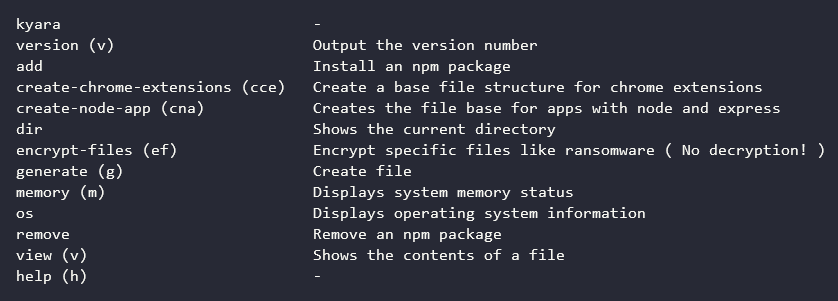 kyara -
version (v) Output the version number
add Install an npm package
create-chrome-extensions (cce) Create a base file structure for chrome extensions
create-node-app (cna) Creates the file base for apps with node and express
dir Shows the current directory
encrypt-files (ef) Encrypt specific files like ransomware ( No decryption! )
generate (g) Create file
memory (m) Displays system memory status
os Displays operating system information
remove Remove an npm package
view (v) Shows the contents of a file
help (h) -